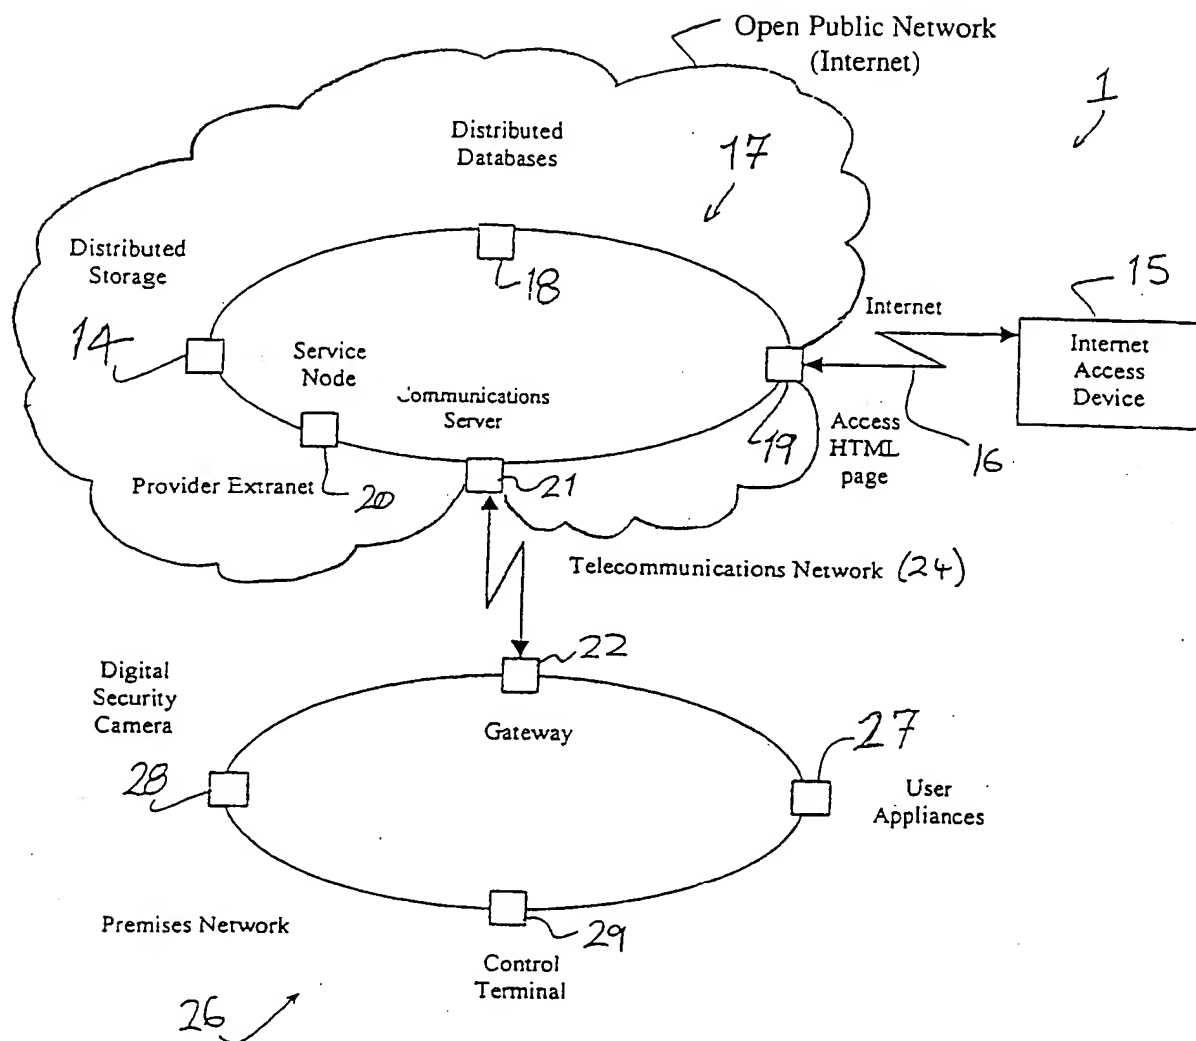 Open Public Network
(Internet)
1
Distributed
Databases
17
Distributed
Storage
18
15
Internet
14
Service
Node
Internet
Access
Device
Communications
Server
19
Access
HTML
page
16
Provider Extranet
20
21
Telecommunications Network (24)
22
Digital
Security
Camera
Gateway
27
28
User
Appliances
Premises Network
29
Control
Terminal
26